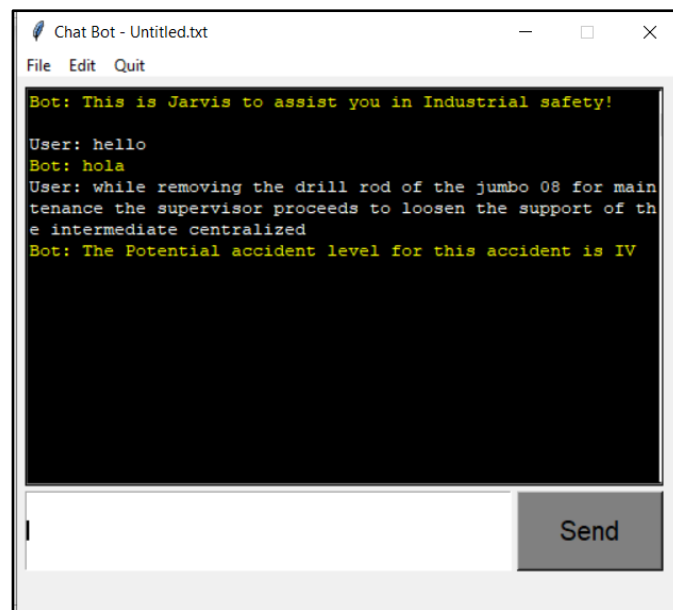 Chat Bot - Untitled.txt
File Edit Quit
Bot: This is Jarvis to assist you in Industrial safety!
User: hello
Bot: hola
User: while removing the drill rod of the jumbo 08 for main
tenance the supervisor proceeds to loosen the support of th
e intermediate centralized
Bot: The Potential accident level for this accident is IV
Send